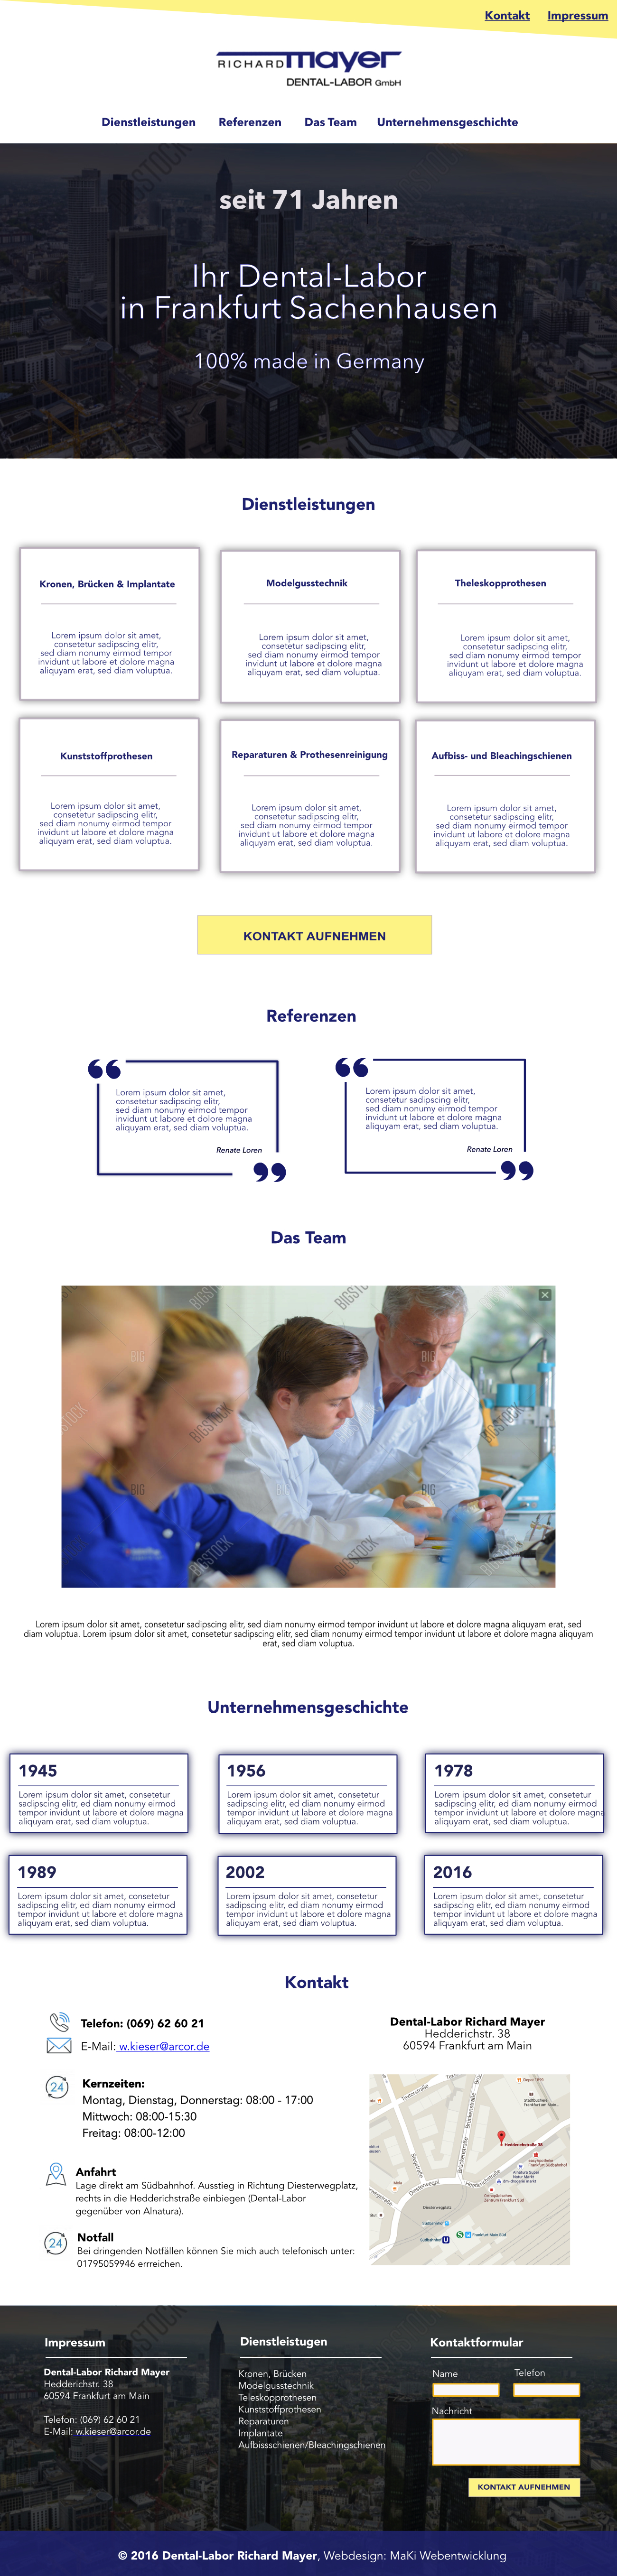 Kontakt Impressum
RICHARD mayer
DENTAL-LABOR GmbH
Dienstleistungen Referenzen Das Team Unternehmensgeschichte
seit 71 Jahren
Ihr Dental-Labor
in Frankfurt Sachenhausen
100% made in Germany
Dienstleistungen
Kronen, Brücken & Implantate
Lorem ipsum dolor sit amet,
consetetur sadipscing elitr,
sed diam nonumy eirmod tempor
invidunt ut labore et dolore magna
aliquyam erat, sed diam voluptua.
Modelgusstechnik
Lorem ipsum dolor sit amet,
consetetur sadipscing elitr,
sed diam nonumy eirmod tempor
invidunt ut labore et dolore magna
aliquyam erat, sed diam voluptua.
Theleskopprothesen
Lorem ipsum dolor sit amet,
consetetur sadipscing elitr,
sed diam nonumy eirmod tempor
invidunt ut labore et dolore magna
aliquyam erat, sed diam voluptua.
Kunststoffprothesen
Lorem ipsum dolor sit amet,
consetetur sadipscing elitr,
sed diam nonumy eirmod tempor
invidunt ut labore et dolore magna
aliquyam erat, sed diam voluptua.
Reparaturen & Prothesenreinigung
Lorem ipsum dolor sit amet,
consetetur sadipscing elitr,
sed diam nonumy eirmod tempor
invidunt ut labore et dolore magna
aliquyam erat, sed diam voluptua.
Aufbiss- und Bleachingschienen
Lorem ipsum dolor sit amet,
consetetur sadipscing elitr,
sed diam nonumy eirmod tempor
invidunt ut labore et dolore magna
aliquyam erat, sed diam voluptua.
KONTAKT AUFNEHMEN
Referenzen
Lorem ipsum dolor sit amet,
consetetur sadipscing elitr,
sed diam nonumy eirmod tempor
invidunt ut labore et dolore magna
aliquyam erat, sed diam voluptua.
Renate Loren
Lorem ipsum dolor sit amet,
consetetur sadipscing elitr,
sed diam nonumy eirmod tempor
invidunt ut labore et dolore magna
aliquyam erat, sed diam voluptua.
Renate Loren
Das Team
BIGSTOCK
Lorem ipsum dolor sit amet, consetetur sadipscing elitr, sed diam nonumy eirmod tempor invidunt ut labore et dolore magna aliquyam erat, sed
diam voluptua. Lorem ipsum dolor sit amet, consetetur sadipscing elitr, sed diam nonumy eirmod tempor invidunt ut labore et dolore magna aliquyam
erat, sed diam voluptua.
Unternehmensgeschichte
1945
Lorem ipsum dolor sit amet, consetetur
sadipscing elitr, ed diam nonumy eirmod
tempor invidunt ut labore et dolore magna
aliquyam erat, sed diam voluptua.
1956
Lorem ipsum dolor sit amet, consetetur
sadipscing elitr, ed diam nonumy eirmod
tempor invidunt ut labore et dolore magna
aliquyam erat, sed diam voluptua.
1978
Lorem ipsum dolor sit amet, consetetur
sadipscing elitr, ed diam nonumy eirmod
tempor invidunt ut labore et dolore magna
aliquyam erat, sed diam voluptua.
1989
Lorem ipsum dolor sit amet, consetetur
sadipscing elitr, ed diam nonumy eirmod
tempor invidunt ut labore et dolore magna
aliquyam erat, sed diam voluptua.
2002
Lorem ipsum dolor sit amet, consetetur
sadipscing elitr, ed diam nonumy eirmod
tempor invidunt ut labore et dolore magna
aliquyam erat, sed diam voluptua.
2016
Lorem ipsum dolor sit amet, consetetur
sadipscing elitr, ed diam nonumy eirmod
tempor invidunt ut labore et dolore magna
aliquyam erat, sed diam voluptua.
Kontakt
Telefon: (069) 62 60 21
E-Mail: w.kieser@arcor.de
24
Kernzeiten:
Montag, Dienstag, Donnerstag: 08:00 - 17:00
Mittwoch: 08:00-15:30
Freitag: 08:00-12:00
Anfahrt
Lage direkt am Südbahnhof. Ausstieg in Richtung Diesterwegplatz,
rechts in die Hedderichstraße einbiegen (Dental-Labor
gegenüber von Alnatura).
24
Notfall
Bei dringenden Notfällen können Sie mich auch telefonisch unter:
01795059946 errreichen.
Dental-Labor Richard Mayer
Hedderichstr. 38
60594 Frankfurt am Main
Hedderichstraße 38
Diesterwegplatz
Südbahnhof
Frankfurt Main Süd
Impressum
Dental-Labor Richard Mayer
Hedderichstr. 38
60594 Frankfurt am Main
Telefon: (069) 62 60 21
E-Mail: w.kieser@arcor.de
Dienstleistugen
Kronen, Brücken
Modelgusstechnik
Teleskopprothesen
Kunststoffprothesen
Reparaturen
Implantate
Aufbissschienen/Bleachingschienen
Kontaktformular
Name Telefon
Nachricht
KONTAKT AUFNEHMEN
© 2016 Dental-Labor Richard Mayer, Webdesign: MaKi Webentwicklung